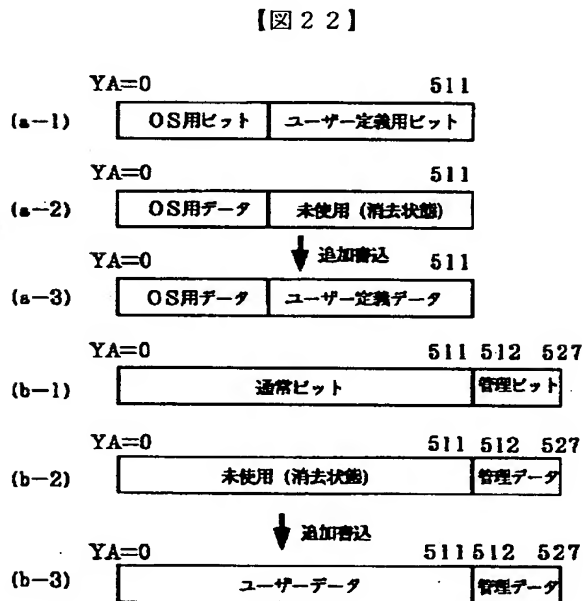 【図２２】
YA=0 511
(a-1) OS用ビット ユーザー定義用ビット
YA=0 511
(a-2) OS用データ 未使用（消去状態）
追加書込
YA=0 511
(a-3) OS用データ ユーザー定義データ
YA=0 511 512 527
(b-1) 通常ビット 管理ビット
YA=0 511 512 527
(b-2) 未使用（消去状態） 管理データ
追加書込
YA=0 511 512 527
(b-3) ユーザーデータ 管理データ